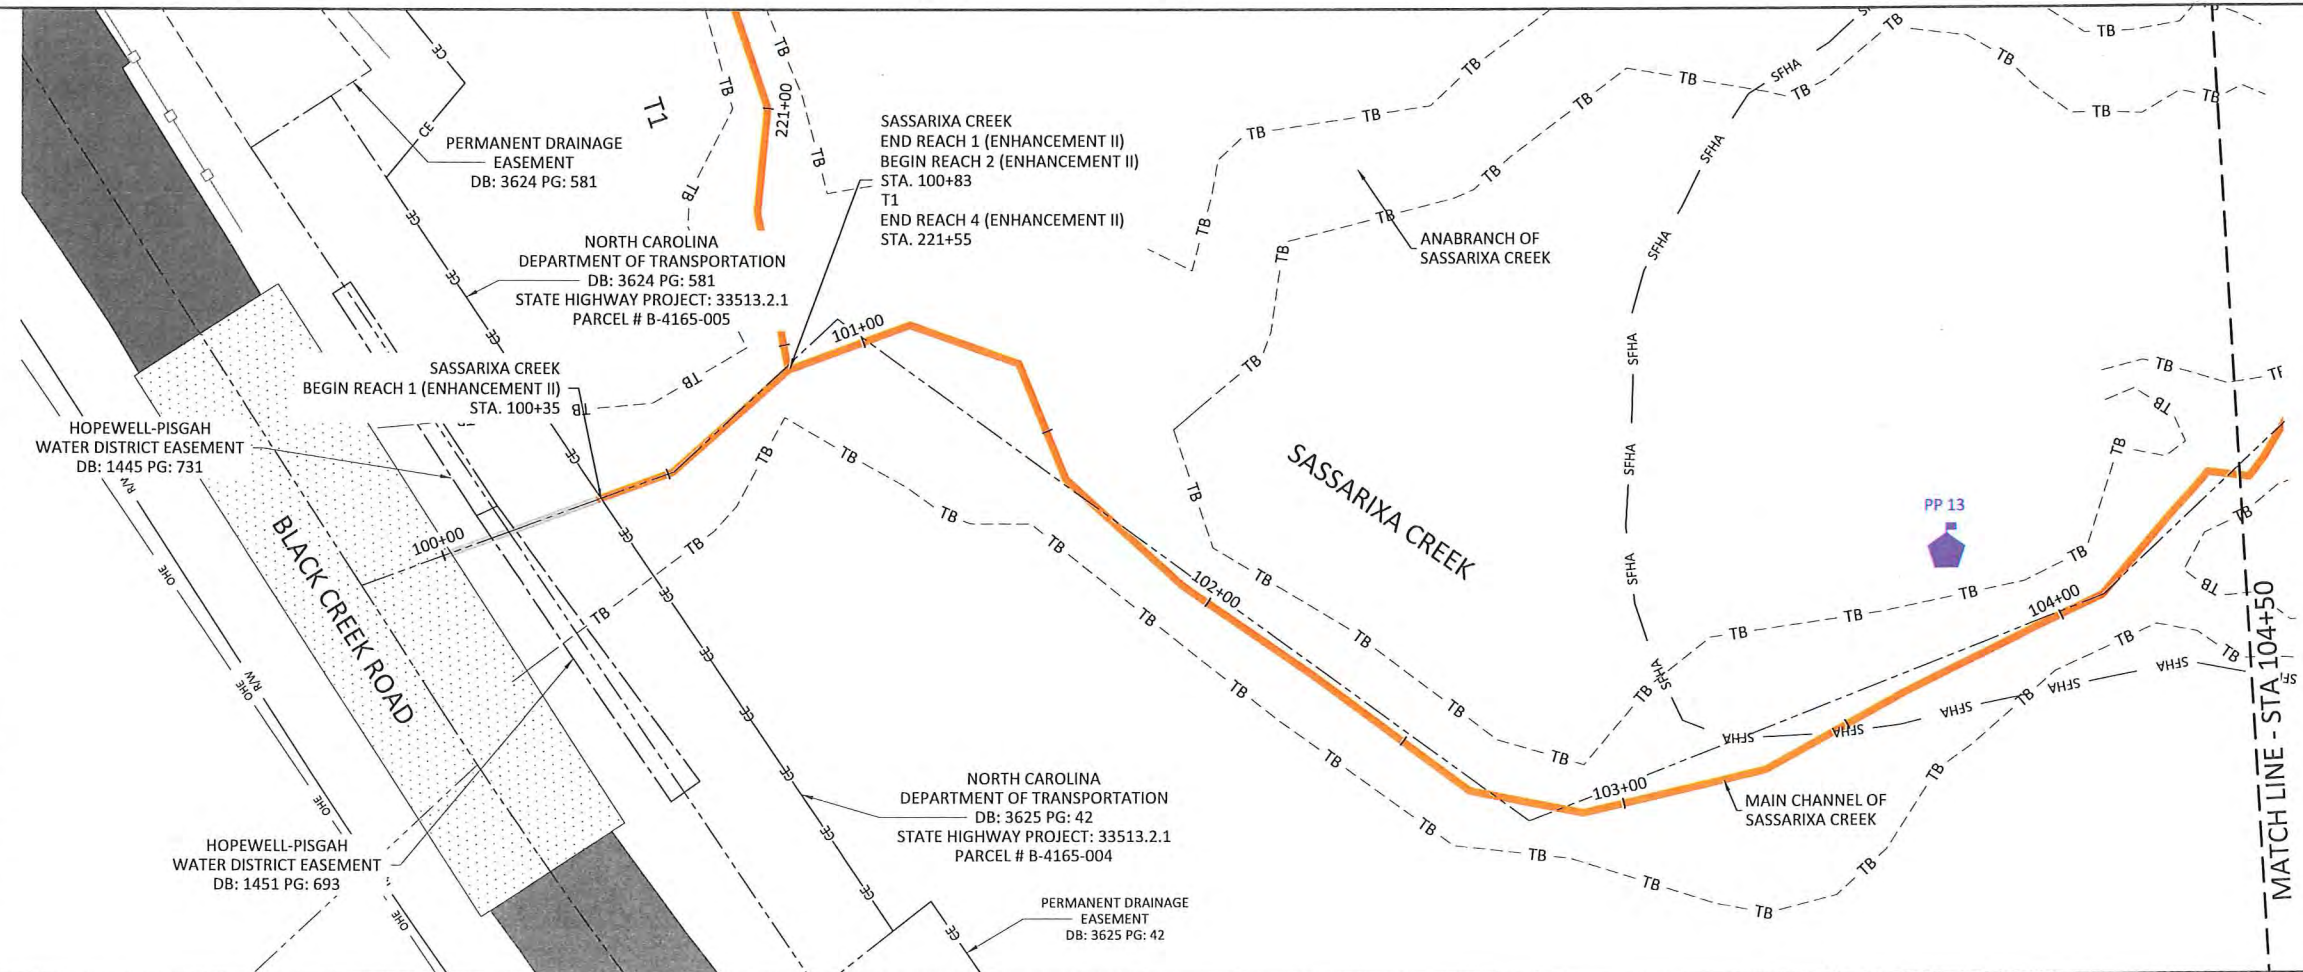 PERMANENT DRAINAGE
EASEMENT
DB: 3624 PG: 581
T1
221+00
SASSARIXA CREEK
END REACH 1 (ENHANCEMENT II)
BEGIN REACH 2 (ENHANCEMENT II)
STA. 100+83
T1
END REACH 4 (ENHANCEMENT II)
STA. 221+55
NORTH CAROLINA
DEPARTMENT OF TRANSPORTATION
DB: 3624 PG: 581
STATE HIGHWAY PROJECT: 33513.2.1
PARCEL # B-4165-005
ANABRANCH OF
SASSARIXA CREEK
SASSARIXA CREEK
BEGIN REACH 1 (ENHANCEMENT II)
STA. 100+35
HOPEWELL-PISGAH
WATER DISTRICT EASEMENT
DB: 1445 PG: 731
100+00
101+00
102+00
103+00
104+00
BLACK CREEK ROAD
SASSARIXA CREEK
PP 13
MAIN CHANNEL OF
SASSARIXA CREEK
NORTH CAROLINA
DEPARTMENT OF TRANSPORTATION
DB: 3625 PG: 42
STATE HIGHWAY PROJECT: 33513.2.1
PARCEL # B-4165-004
HOPEWELL-PISGAH
WATER DISTRICT EASEMENT
DB: 1451 PG: 693
PERMANENT DRAINAGE
EASEMENT
DB: 3625 PG: 42
MATCH LINE - STA 104+50
TB
CE
SFHA
R/W
OHE